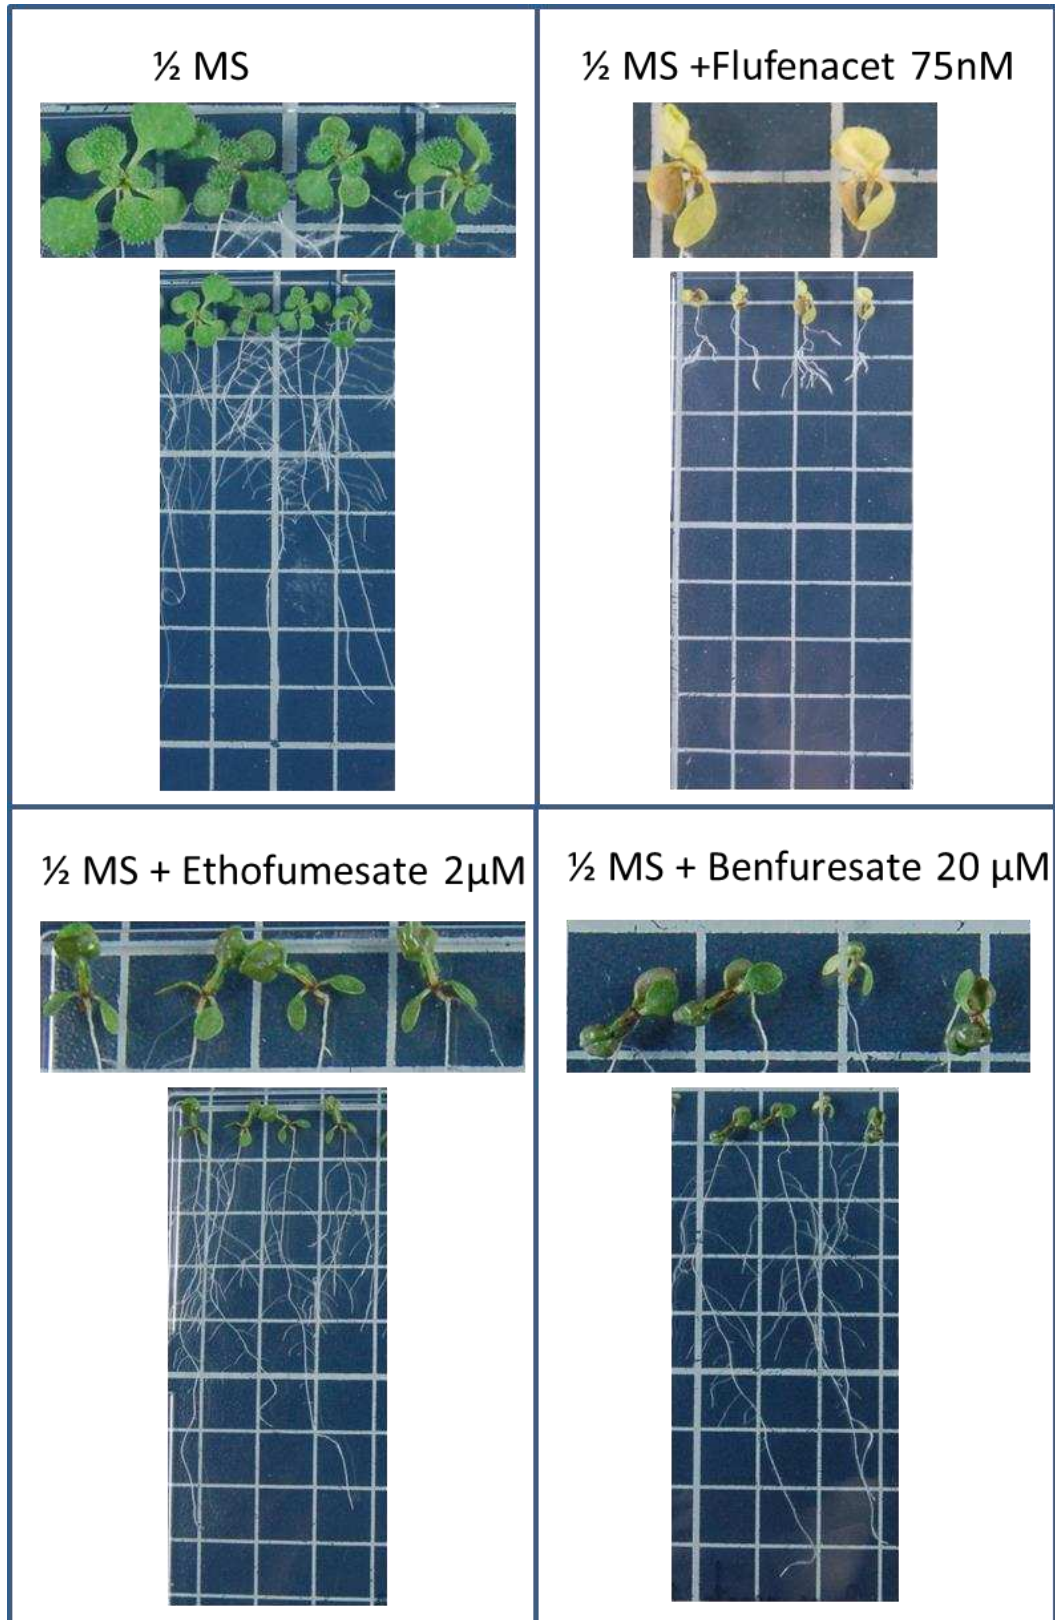 ½ MS
½ MS +Flufenacet 75nM
½ MS + Ethofumesate 2µM
½ MS + Benfuresate 20 µM